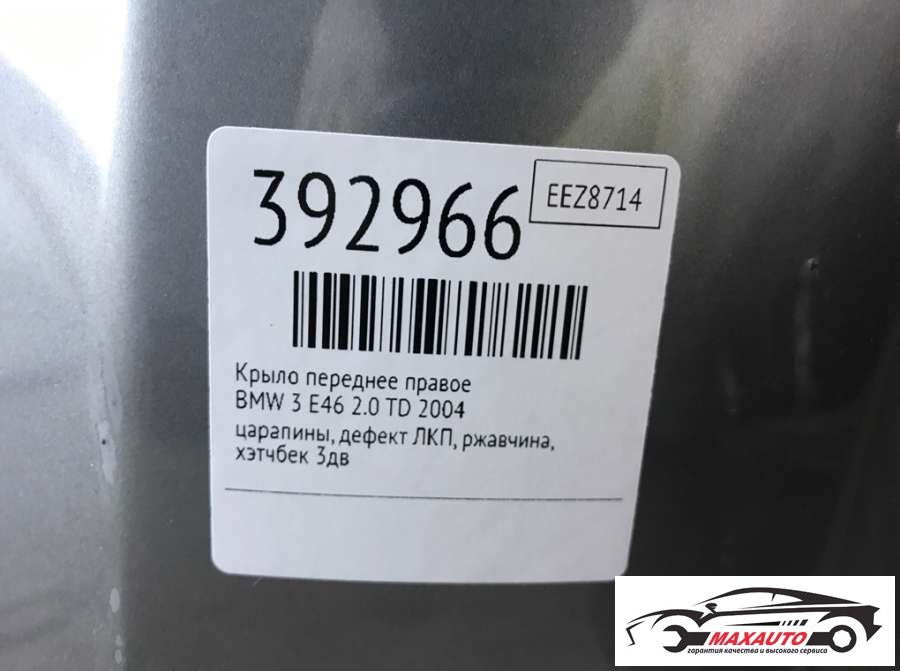 392966
EEZ8714
Крыло переднее правое
BMW 3 E46 2.0 TD 2004
царапины, дефект ЛКП, ржавчина,
хэтчбек 3дв
MAXAUTO
гарантия качества и высокого сервиса